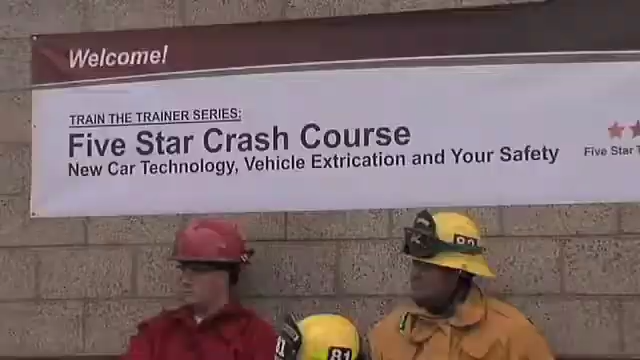 Welcome!
TRAIN THE TRAINER SERIES:
Five Star Crash Course
New Car Technology, Vehicle Extrication and Your Safety
Five Star
82
81